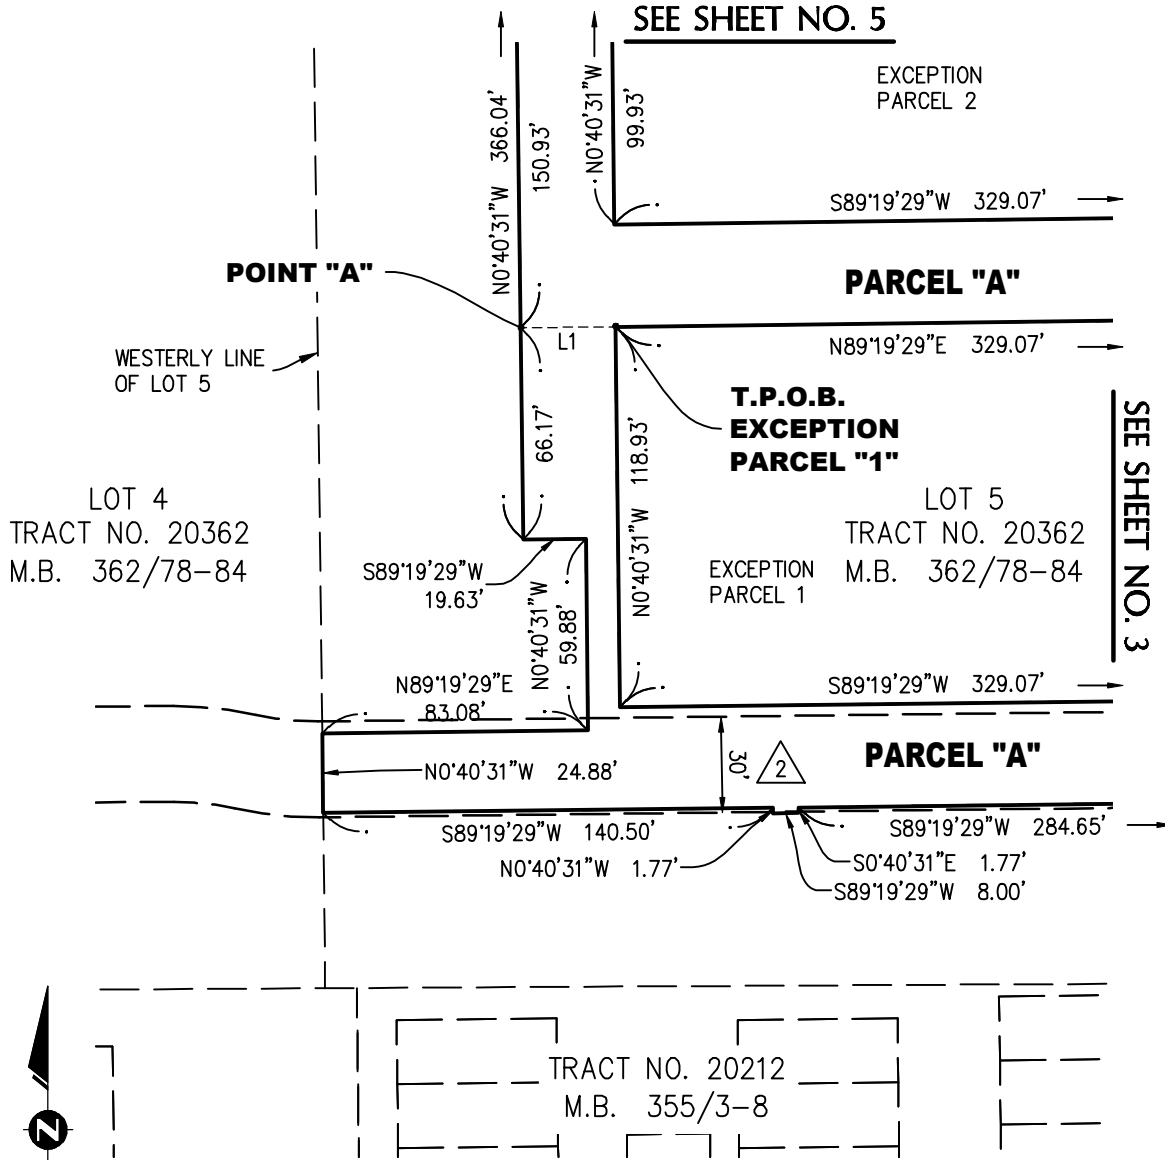 SEE SHEET NO. 5
EXCEPTION
PARCEL 2
N0°40'31"W 366.04'
150.93'
N0°40'31"W
99.93'
S89°19'29"W 329.07'
POINT "A"
PARCEL "A"
L1
N89°19'29"E 329.07'
WESTERLY LINE
OF LOT 5
T.P.O.B.
EXCEPTION
PARCEL "1"
66.17'
N0°40'31"W 118.93'
SEE SHEET NO. 3
LOT 4
TRACT NO. 20362
M.B. 362/78-84
LOT 5
TRACT NO. 20362
M.B. 362/78-84
S89°19'29"W
19.63'
N0°40'31"W
59.88'
EXCEPTION
PARCEL 1
N89°19'29"E
83.08'
S89°19'29"W 329.07'
N0°40'31"W 24.88'
30'
2
PARCEL "A"
S89°19'29"W 140.50'
S89°19'29"W 284.65'
N0°40'31"W 1.77'
S0°40'31"E 1.77'
S89°19'29"W 8.00'
TRACT NO. 20212
M.B. 355/3-8
N